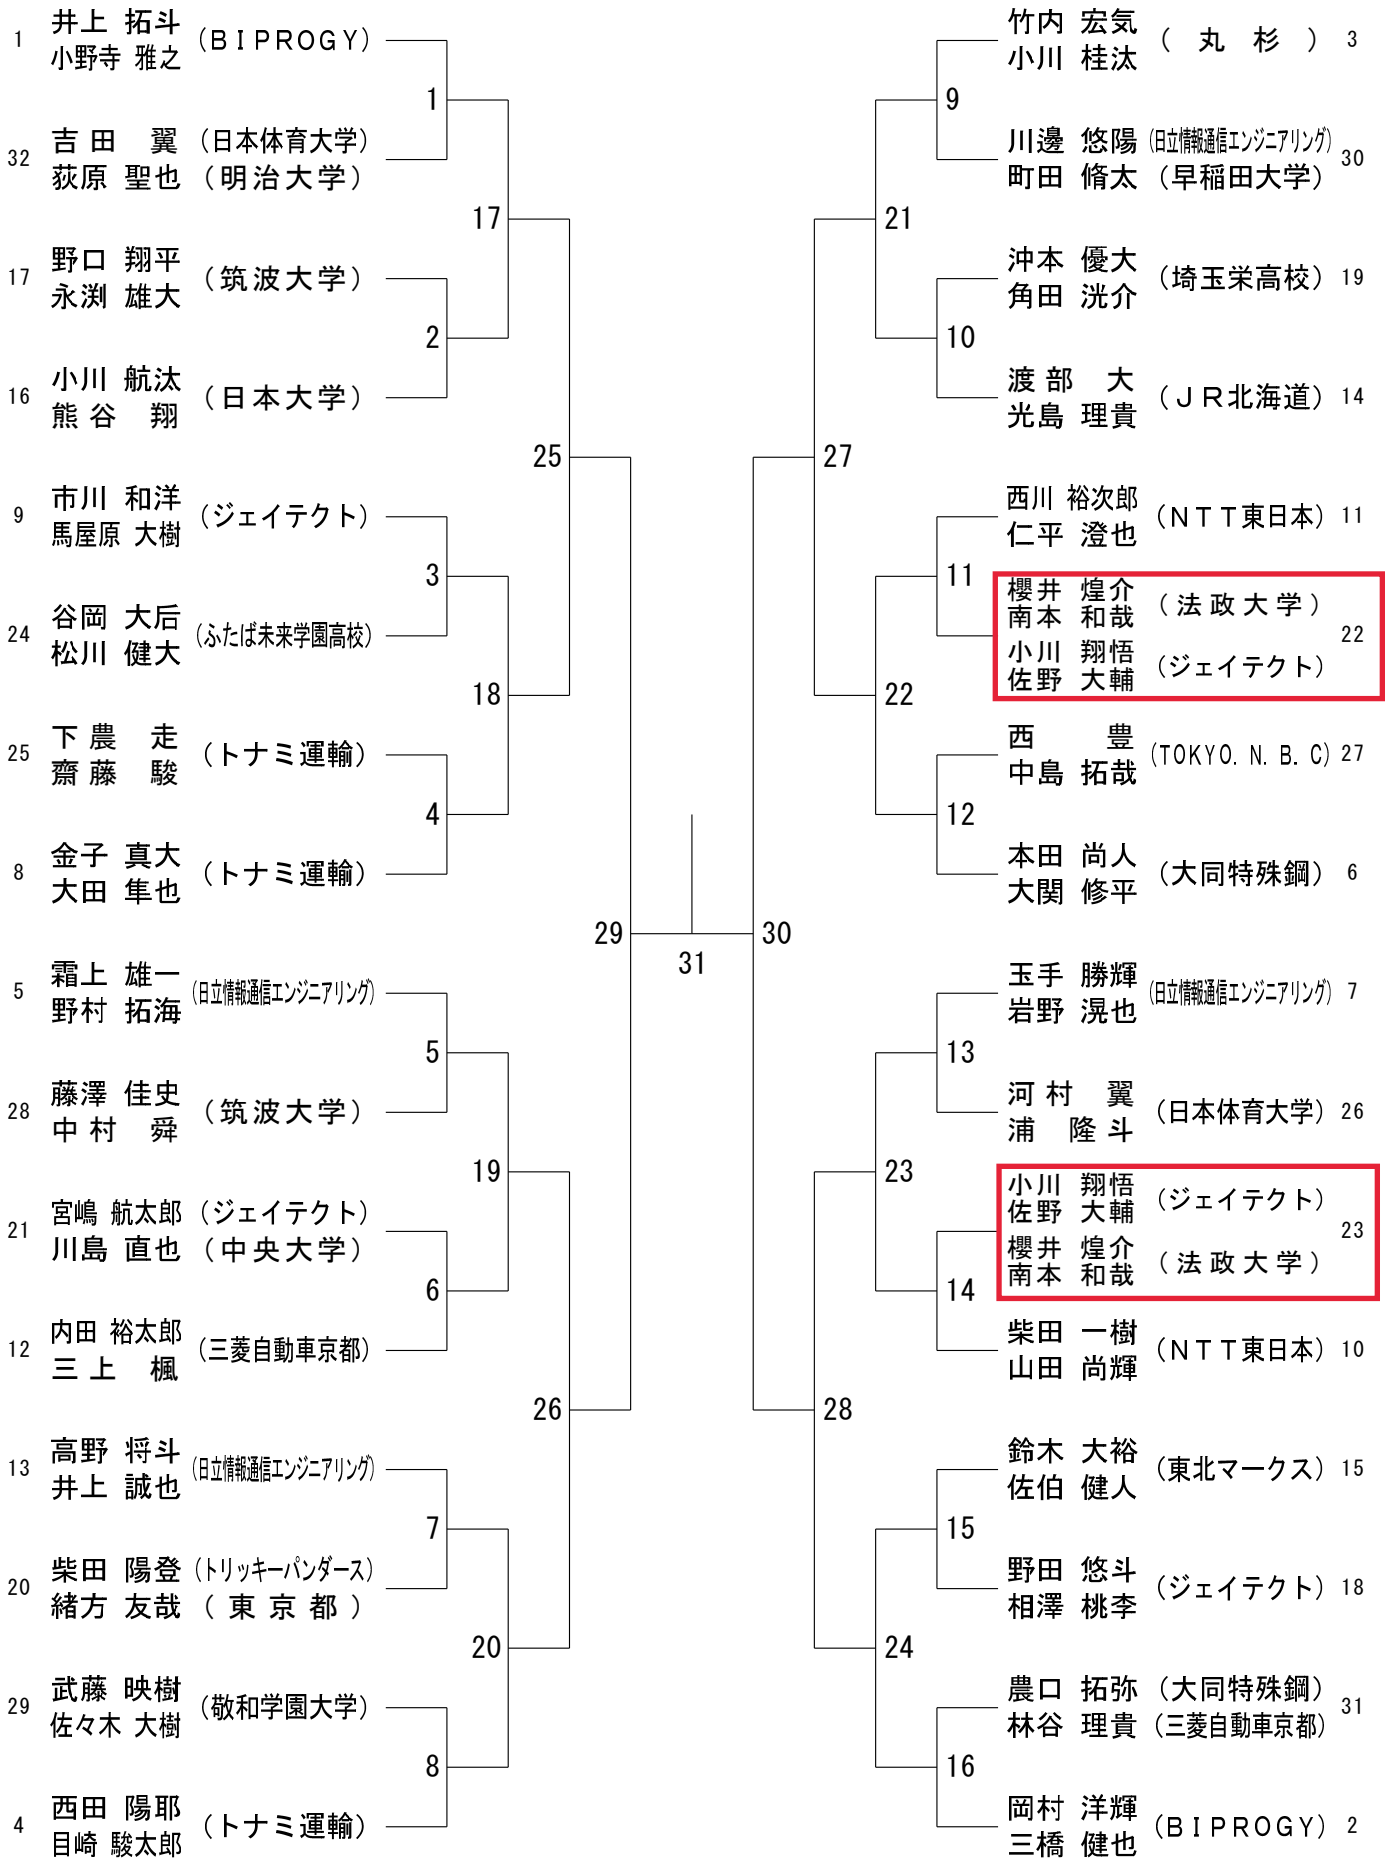 1 井上 拓斗 (BIPROGY)
小野寺 雅之
1
32 吉田 翼 (日本体育大学)
荻原 聖也 (明治大学)
17
17 野口 翔平 (筑波大学)
永渕 雄大
2
16 小川 航汰 (日本大学)
熊谷 翔
25
9 市川 和洋 (ジェイテクト)
馬屋原 大樹
3
24 谷岡 大后 (ふたば未来学園高校)
松川 健大
18
25 下農 走 (トナミ運輸)
齋藤 駿
4
8 金子 真大 (トナミ運輸)
大田 隼也
29
5 霜上 雄一 (日立情報通信エンジニアリング)
野村 拓海
5
28 藤澤 佳史 (筑波大学)
中村 舜
19
21 宮嶋 航太郎 (ジェイテクト)
川島 直也 (中央大学)
6
12 内田 裕太郎 (三菱自動車京都)
三上 楓
26
13 高野 将斗 (日立情報通信エンジニアリング)
井上 誠也
7
20 柴田 陽登 (トリッキーパンダース)
緒方 友哉 (東京都)
20
29 武藤 映樹 (敬和学園大学)
佐々木 大樹
8
4 西田 陽耶 (トナミ運輸)
目崎 駿太郎
31
竹内 宏気 (丸杉) 3
小川 桂汰
9
川邊 悠陽 (日立情報通信エンジニアリング) 30
町田 脩太 (早稲田大学)
21
沖本 優大 (埼玉栄高校) 19
角田 洸介
10
渡部 大 (JR北海道) 14
光島 理貴
27
西川 裕次郎 (NTT東日本) 11
仁平 澄也
11
櫻井 煌介 (法政大学)
南本 和哉
22
小川 翔悟 (ジェイテクト)
佐野 大輔
22
西 豊 (TOKYO.N.B.C) 27
中島 拓哉
12
本田 尚人 (大同特殊鋼) 6
大関 修平
30
玉手 勝輝 (日立情報通信エンジニアリング) 7
岩野 滉也
13
河村 翼 (日本体育大学) 26
浦 隆斗
23
小川 翔悟 (ジェイテクト)
佐野 大輔
23
櫻井 煌介 (法政大学)
南本 和哉
14
柴田 一樹 (NTT東日本) 10
山田 尚輝
28
鈴木 大裕 (東北マークス) 15
佐伯 健人
15
野田 悠斗 (ジェイテクト) 18
相澤 桃李
24
農口 拓弥 (大同特殊鋼) 31
林谷 理貴 (三菱自動車京都)
16
岡村 洋輝 (BIPROGY) 2
三橋 健也